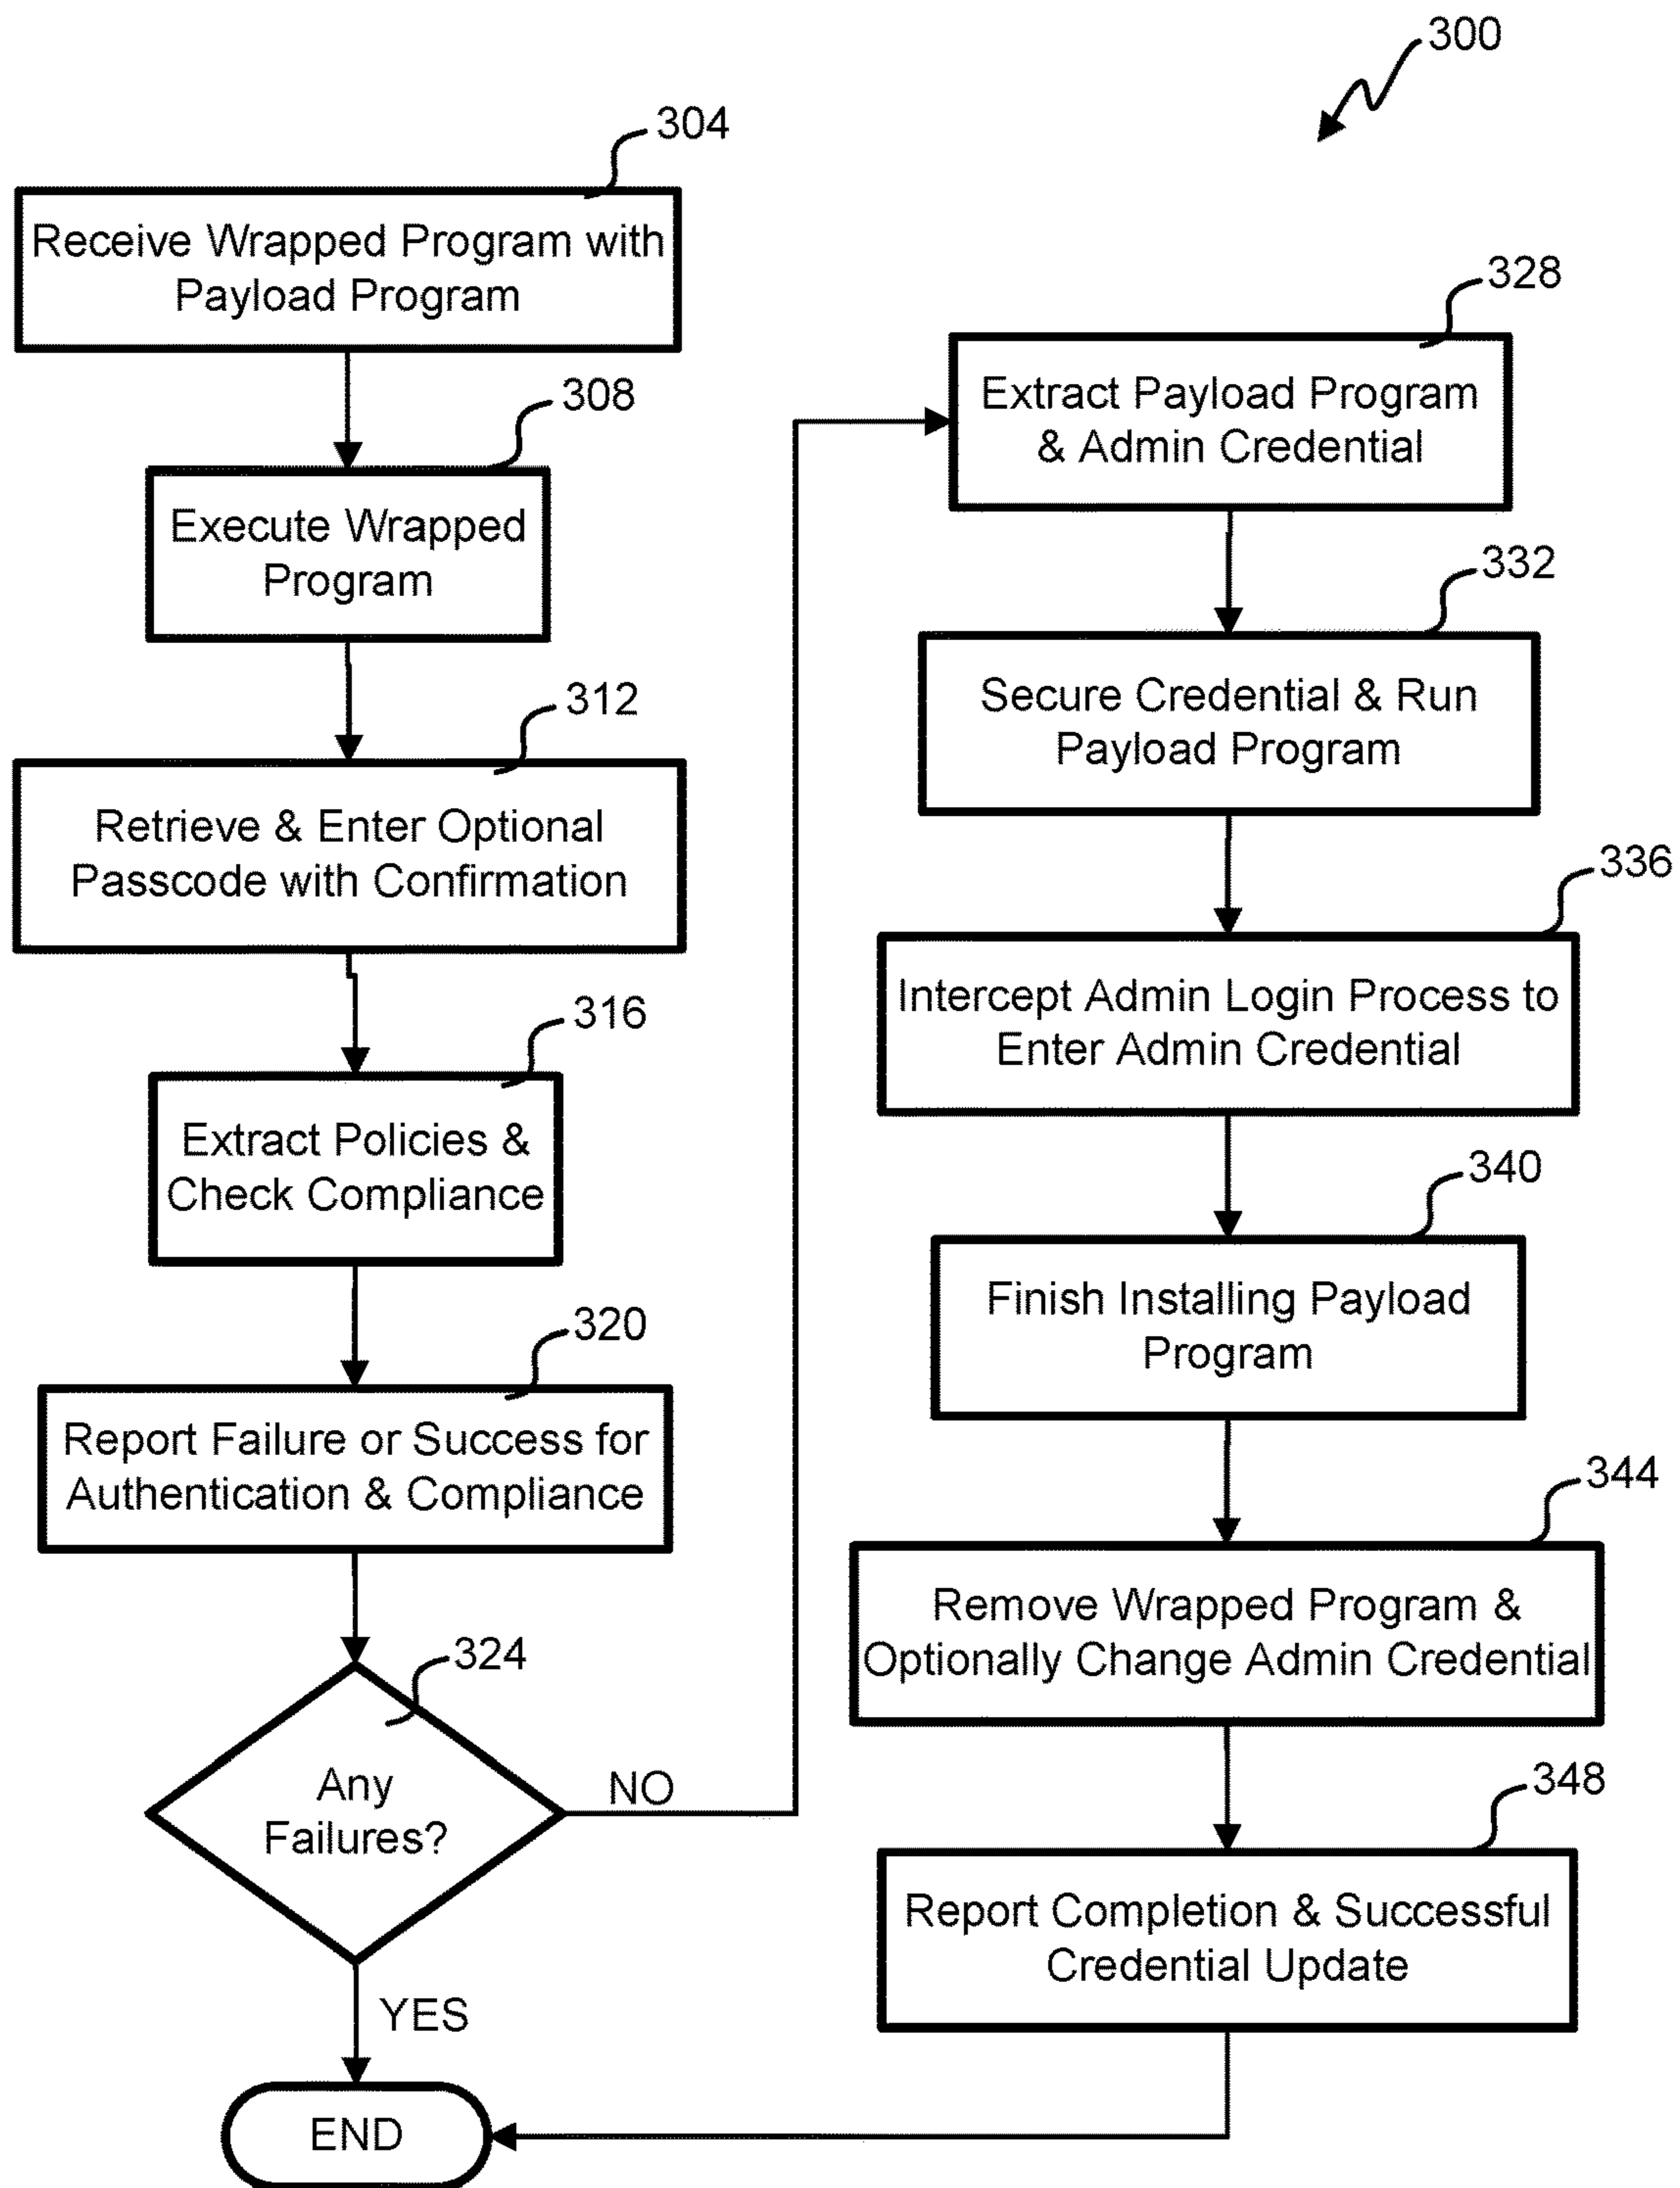 300
304
Receive Wrapped Program with
Payload Program
308
Execute Wrapped
Program
312
Retrieve & Enter Optional
Passcode with Confirmation
316
Extract Policies &
Check Compliance
320
Report Failure or Success for
Authentication & Compliance
324
Any
Failures?
NO
YES
END
328
Extract Payload Program
& Admin Credential
332
Secure Credential & Run
Payload Program
336
Intercept Admin Login Process to
Enter Admin Credential
340
Finish Installing Payload
Program
344
Remove Wrapped Program &
Optionally Change Admin Credential
348
Report Completion & Successful
Credential Update